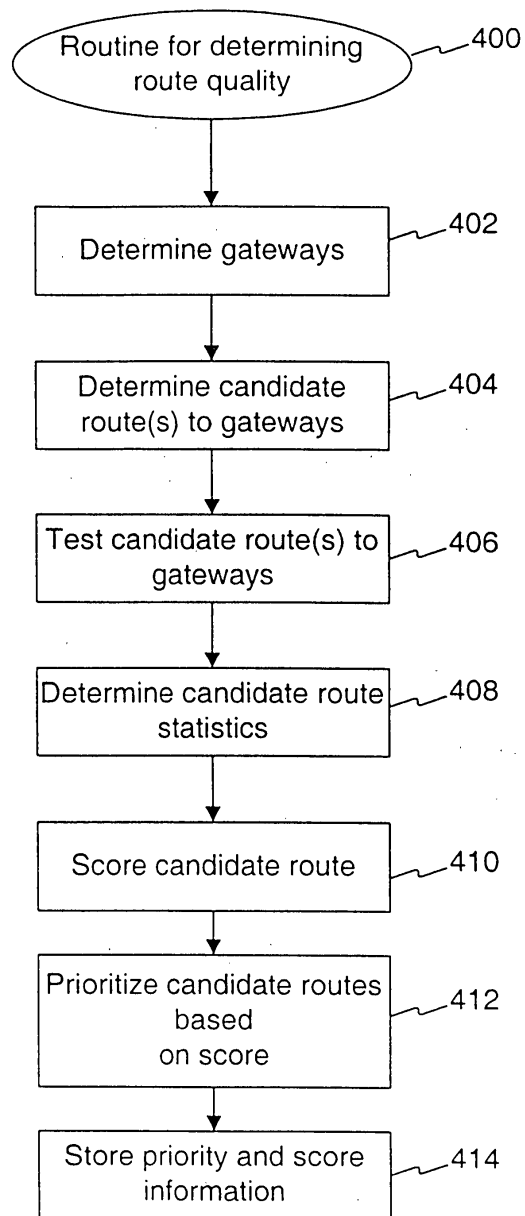 Routine for determining
route quality
400
Determine gateways
402
Determine candidate
route(s) to gateways
404
Test candidate route(s) to
gateways
406
Determine candidate route
statistics
408
Score candidate route
410
Prioritize candidate routes
based
on score
412
Store priority and score
information
414